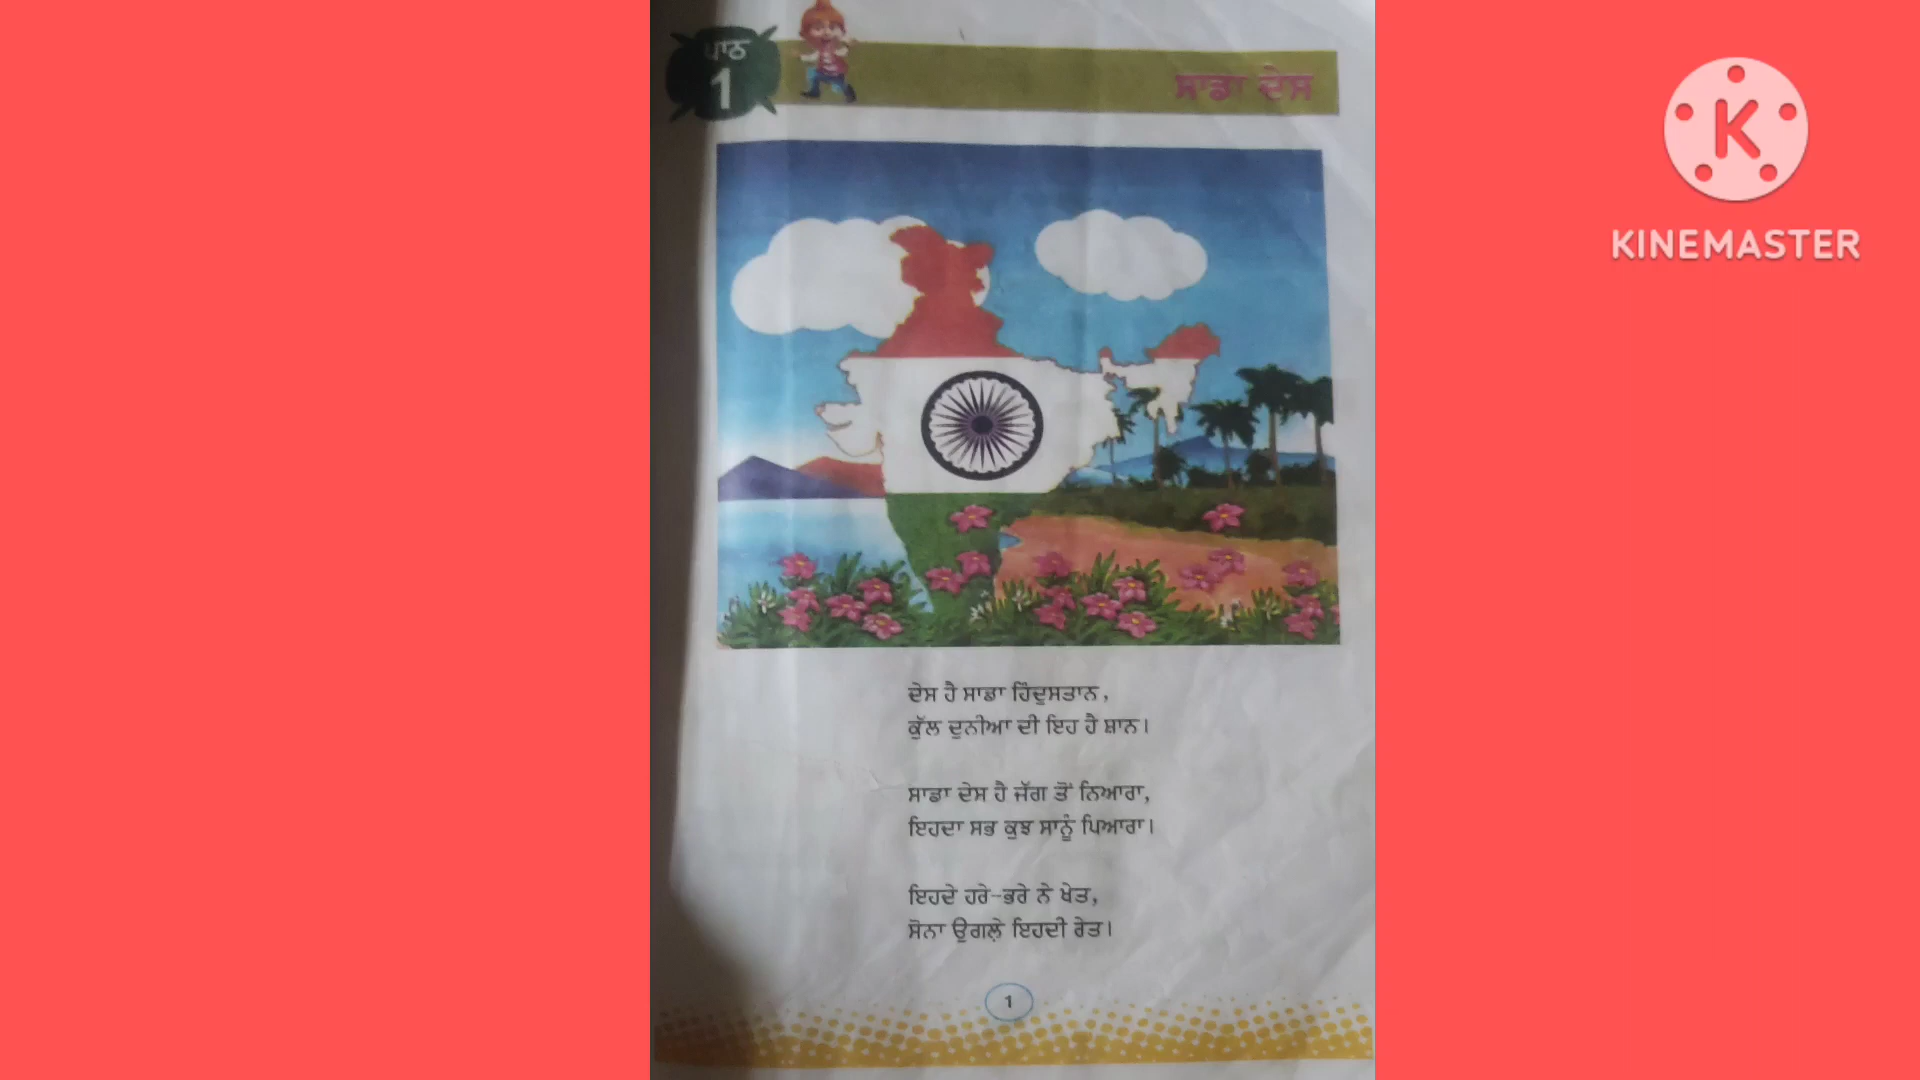 ਪਾਠ
1
ਸਾਡਾ ਦੇਸ
ਦੇਸ ਹੈ ਸਾਡਾ ਹਿੰਦੁਸਤਾਨ,
ਕੁੱਲ ਦੁਨੀਆ ਦੀ ਇਹ ਹੈ ਸ਼ਾਨ।
ਸਾਡਾ ਦੇਸ ਹੈ ਜੱਗ ਤੋਂ ਨਿਆਰਾ,
ਇਹਦਾ ਸਭ ਕੁਝ ਸਾਨੂੰ ਪਿਆਰਾ।
ਇਹਦੇ ਹਰੇ-ਭਰੇ ਨੇ ਖੇਤ,
ਸੋਨਾ ਉਗਲ਼ੇ ਇਹਦੀ ਰੇਤ।
1
K
KINEMASTER